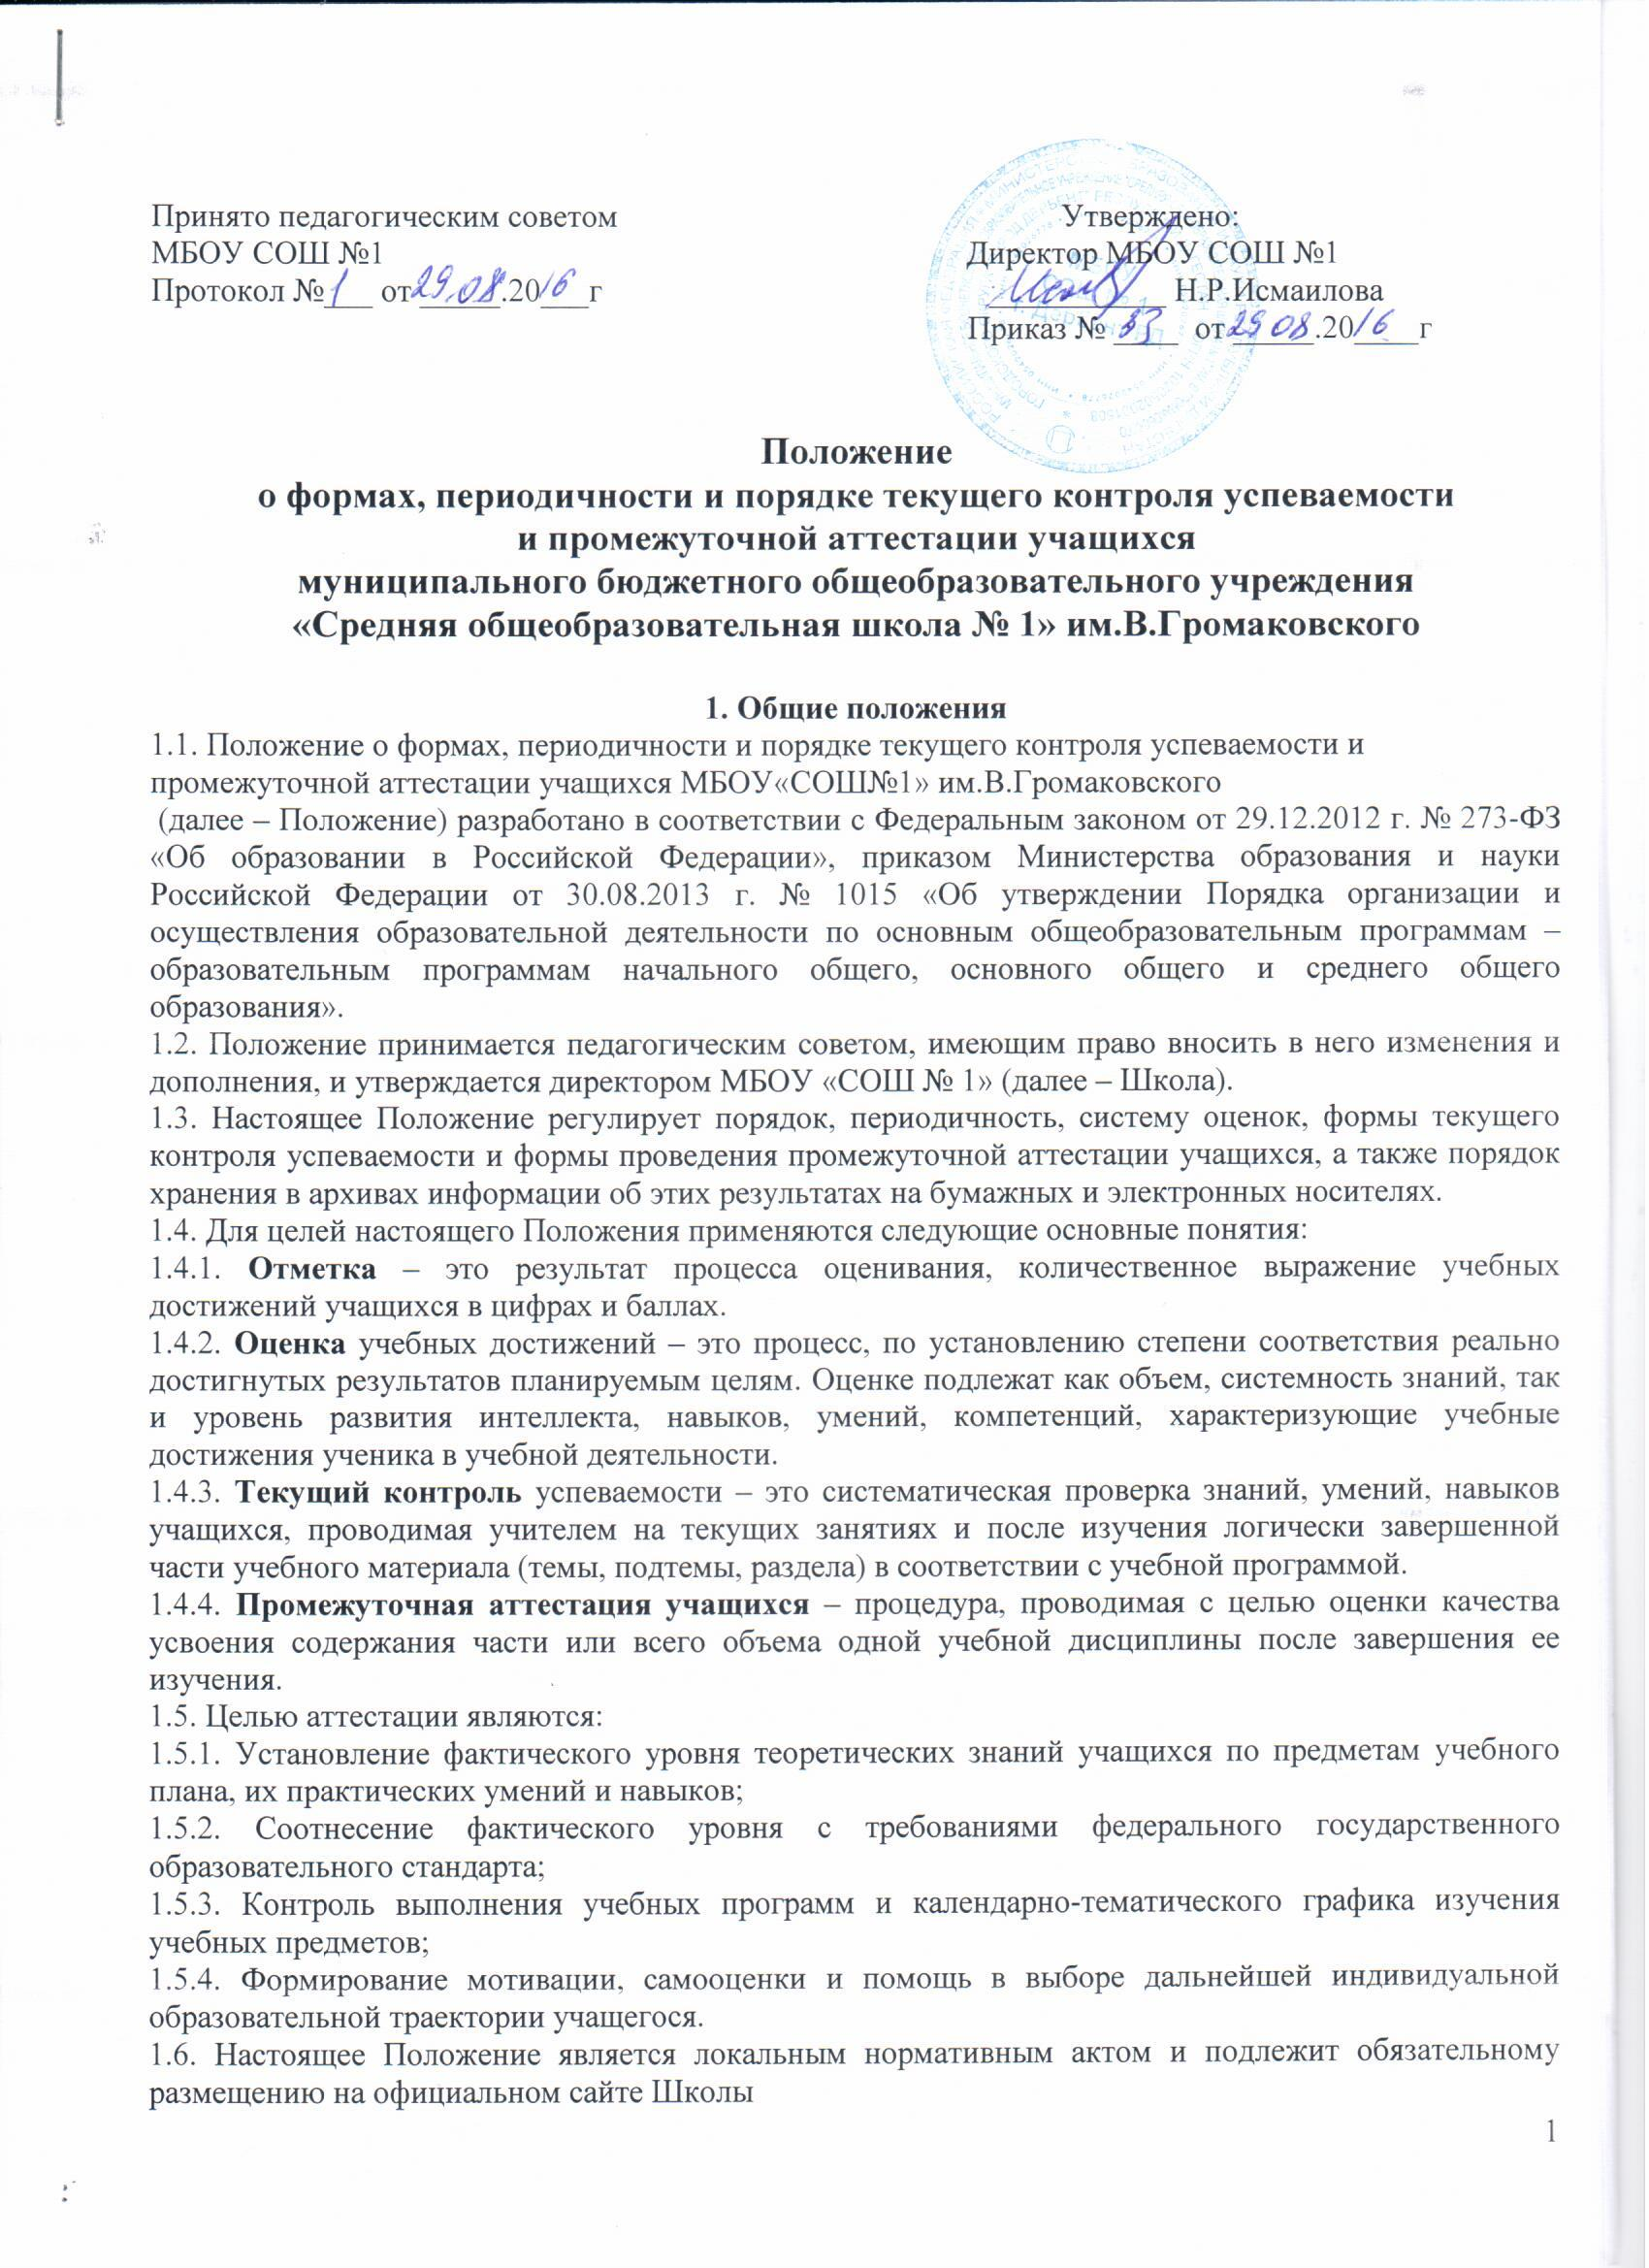 Принято педагогическим советом
МБОУ СОШ №1
Протокол № 1 от 29.08.2016 г
Утверждено:
Директор МБОУ СОШ №1
Н.Р.Исмаилова
Приказ № от 29 08.2016 г
Положение
о формах, периодичности и порядке текущего контроля успеваемости
и промежуточной аттестации учащихся
муниципального бюджетного общеобразовательного учреждения
«Средняя общеобразовательная школа № 1» им.В.Громаковского
1. Общие положения
1.1. Положение о формах, периодичности и порядке текущего контроля успеваемости и
промежуточной аттестации учащихся МБОУ«СОШ№1» им.В.Громаковского
(далее – Положение) разработано в соответствии с Федеральным законом от 29.12.2012 г. № 273-ФЗ
«Об образовании в Российской Федерации», приказом Министерства образования и науки
Российской Федерации от 30.08.2013 г. № 1015 «Об утверждении Порядка организации и
осуществления образовательной деятельности по основным общеобразовательным программам –
образовательным программам начального общего, основного общего и среднего общего
образования».
1.2. Положение принимается педагогическим советом, имеющим право вносить в него изменения и
дополнения, и утверждается директором МБОУ «СОШ № 1» (далее – Школа).
1.3. Настоящее Положение регулирует порядок, периодичность, систему оценок, формы текущего
контроля успеваемости и формы проведения промежуточной аттестации учащихся, а также порядок
хранения в архивах информации об этих результатах на бумажных и электронных носителях.
1.4. Для целей настоящего Положения применяются следующие основные понятия:
1.4.1. Отметка – это результат процесса оценивания, количественное выражение учебных
достижений учащихся в цифрах и баллах.
1.4.2. Оценка учебных достижений – это процесс, по установлению степени соответствия реально
достигнутых результатов планируемым целям. Оценке подлежат как объем, системность знаний, так
и уровень развития интеллекта, навыков, умений, компетенций, характеризующие учебные
достижения ученика в учебной деятельности.
1.4.3. Текущий контроль успеваемости – это систематическая проверка знаний, умений, навыков
учащихся, проводимая учителем на текущих занятиях и после изучения логически завершенной
части учебного материала (темы, подтемы, раздела) в соответствии с учебной программой.
1.4.4. Промежуточная аттестация учащихся – процедура, проводимая с целью оценки качества
усвоения содержания части или всего объема одной учебной дисциплины после завершения ее
изучения.
1.5. Целью аттестации являются:
1.5.1. Установление фактического уровня теоретических знаний учащихся по предметам учебного
плана, их практических умений и навыков;
1.5.2. Соотнесение фактического уровня с требованиями федерального государственного
образовательного стандарта;
1.5.3. Контроль выполнения учебных программ и календарно-тематического графика изучения
учебных предметов;
1.5.4. Формирование мотивации, самооценки и помощь в выборе дальнейшей индивидуальной
образовательной траектории учащегося.
1.6. Настоящее Положение является локальным нормативным актом и подлежит обязательному
размещению на официальном сайте Школы
1